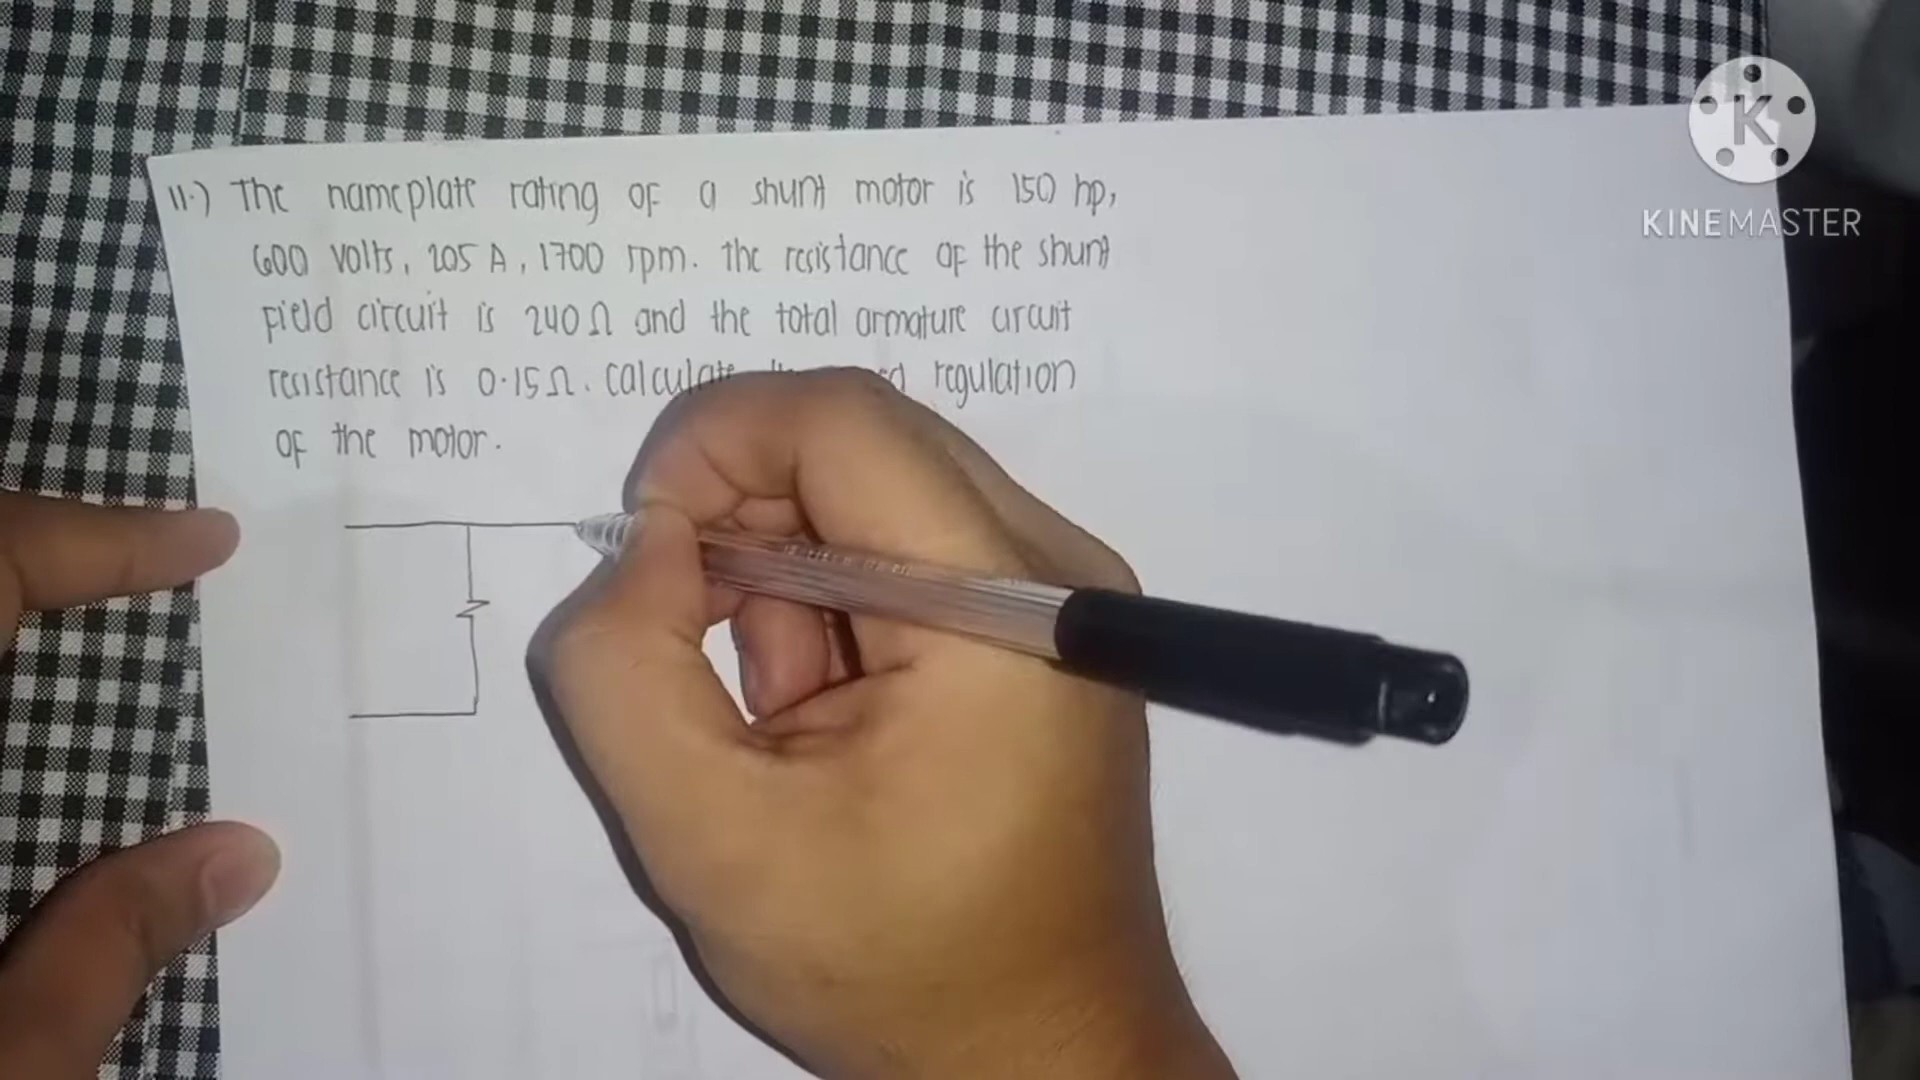 11.) The nameplate rating of a shunt motor is 150 hp,
600 volts, 205 A, 1700 rpm. The resistance of the shunt
field circuit is 240 Ω and the total armature circuit
resistance is 0.15 Ω. Calculate regulation
of the motor.
K
KINEMASTER